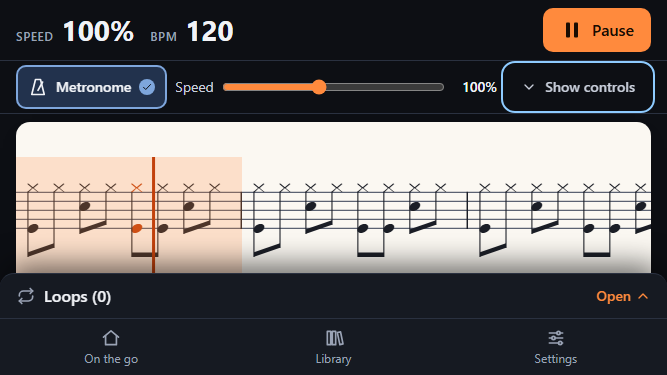 SPEED 100% BPM 120
Pause
Metronome
Speed
100%
Show controls
Loops (0)
Open
On the go
Library
Settings